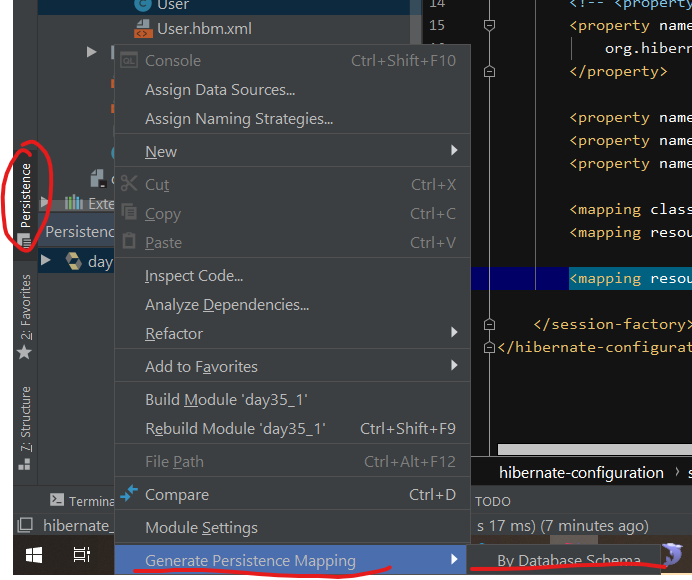 User
User.hbm.xml
Console Ctrl+Shift+F10
Assign Data Sources...
Assign Naming Strategies...
New
Cut Ctrl+X
Copy Ctrl+C
Paste Ctrl+V
Inspect Code...
Analyze Dependencies...
Refactor
Add to Favorites
Build Module 'day35_1'
Rebuild Module 'day35_1' Ctrl+Shift+F9
File Path Ctrl+Alt+F12
Compare Ctrl+D
Module Settings
Generate Persistence Mapping
By Database Schema
Persistence
2: Favorites
7: Structure
Exte
Persistenc
day
Termina
hibernate_
14
15
<!-- <property
<property name
org.hibern
</property>
<property name
<property name
<property name
<mapping class
<mapping resou
<mapping resou
</session-factory>
</hibernate-configurat
hibernate-configuration › s
TODO
s 17 ms) (7 minutes ago)